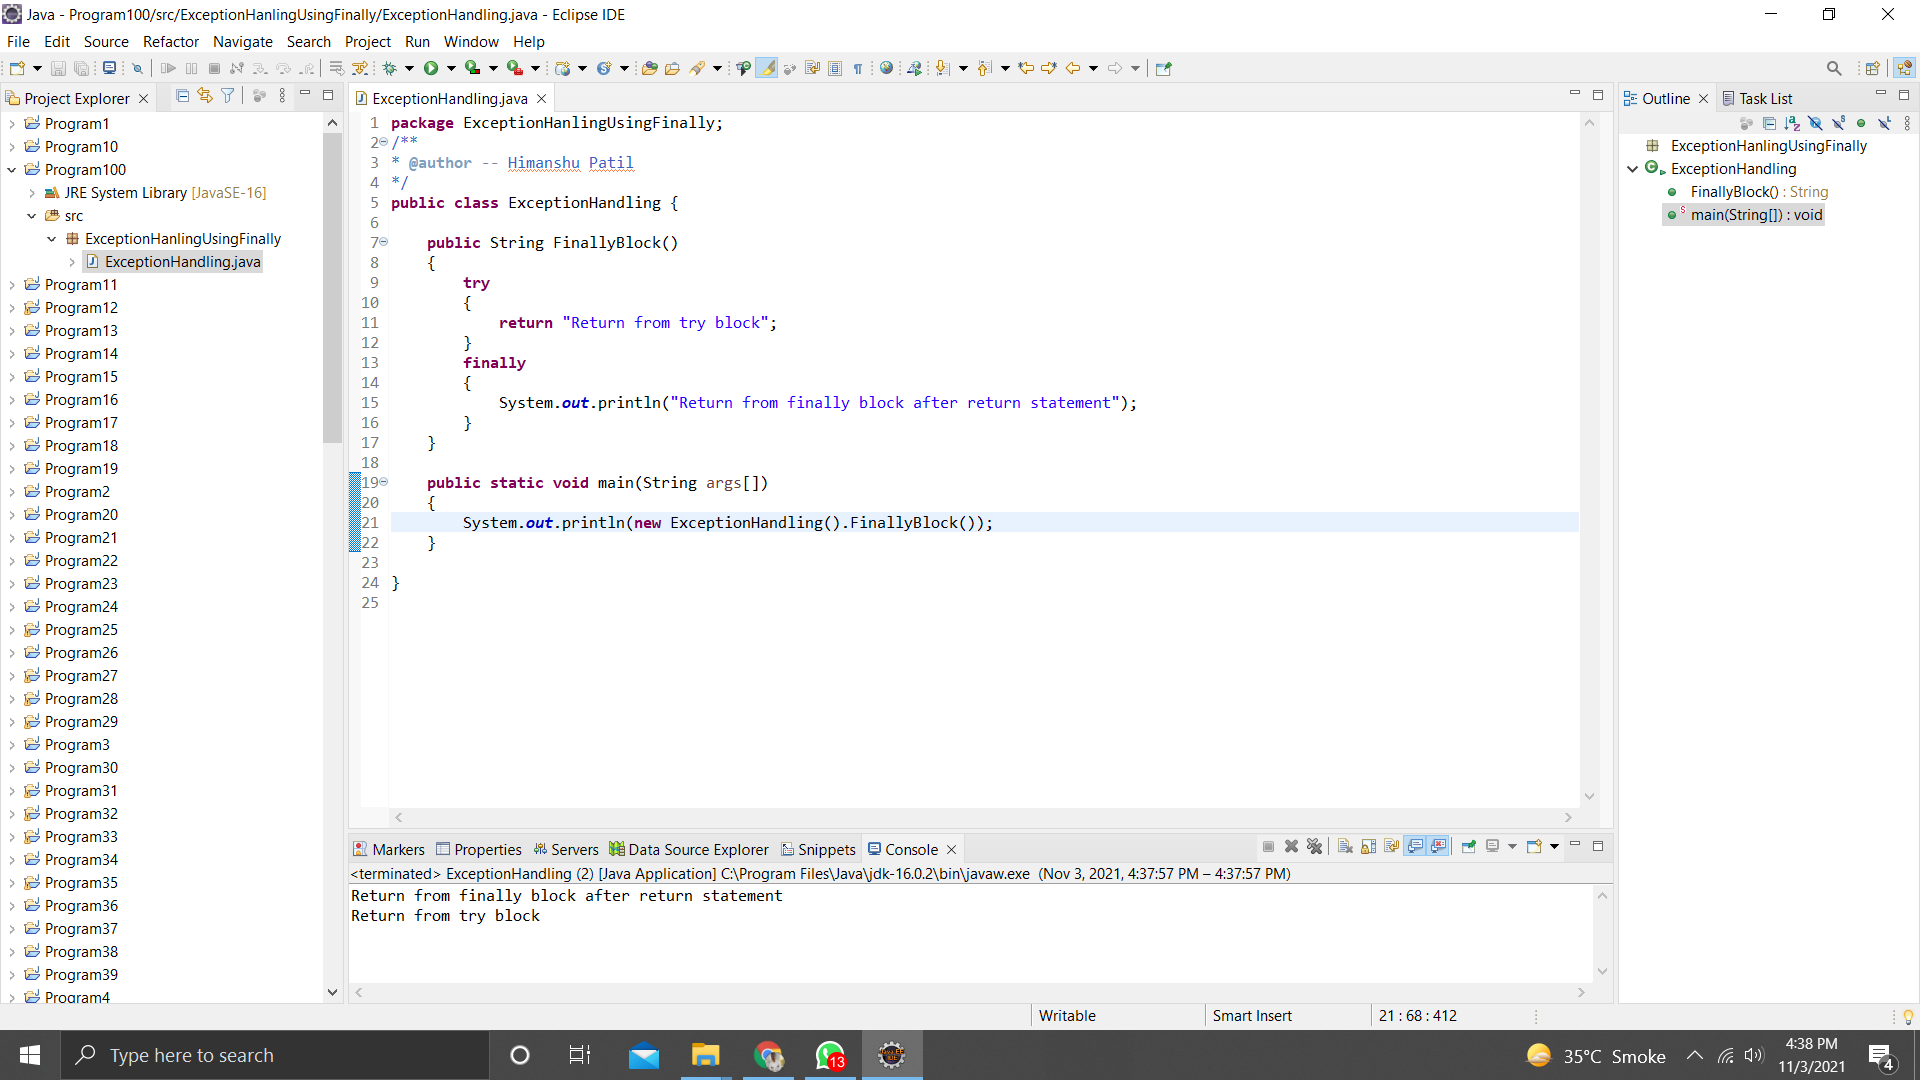 Java - Program100/src/ExceptionHanlingUsingFinally/ExceptionHandling.java - Eclipse IDE
File Edit Source Refactor Navigate Search Project Run Window Help
Project Explorer
Program1
Program10
Program100
JRE System Library [JavaSE-16]
src
ExceptionHanlingUsingFinally
ExceptionHandling.java
Program11
Program12
Program13
Program14
Program15
Program16
Program17
Program18
Program19
Program2
Program20
Program21
Program22
Program23
Program24
Program25
Program26
Program27
Program28
Program29
Program3
Program30
Program31
Program32
Program33
Program34
Program35
Program36
Program37
Program38
Program39
Program4
ExceptionHandling.java
1 package ExceptionHanlingUsingFinally;
2 /**
3 * @author -- Himanshu Patil
4 */
5 public class ExceptionHandling {
6
7 public String FinallyBlock()
8 {
9 try
10 {
11 return "Return from try block";
12 }
13 finally
14 {
15 System.out.println("Return from finally block after return statement");
16 }
17 }
18
19 public static void main(String args[])
20 {
21 System.out.println(new ExceptionHandling().FinallyBlock());
22 }
23
24 }
25
Outline Task List
ExceptionHanlingUsingFinally
ExceptionHandling
FinallyBlock() : String
main(String[]) : void
Markers Properties Servers Data Source Explorer Snippets Console
<terminated> ExceptionHandling (2) [Java Application] C:\Program Files\Java\jdk-16.0.2\bin\javaw.exe (Nov 3, 2021, 4:37:57 PM – 4:37:57 PM)
Return from finally block after return statement
Return from try block
Writable Smart Insert 21 : 68 : 412
Type here to search
13
35°C Smoke
4:38 PM
11/3/2021
4